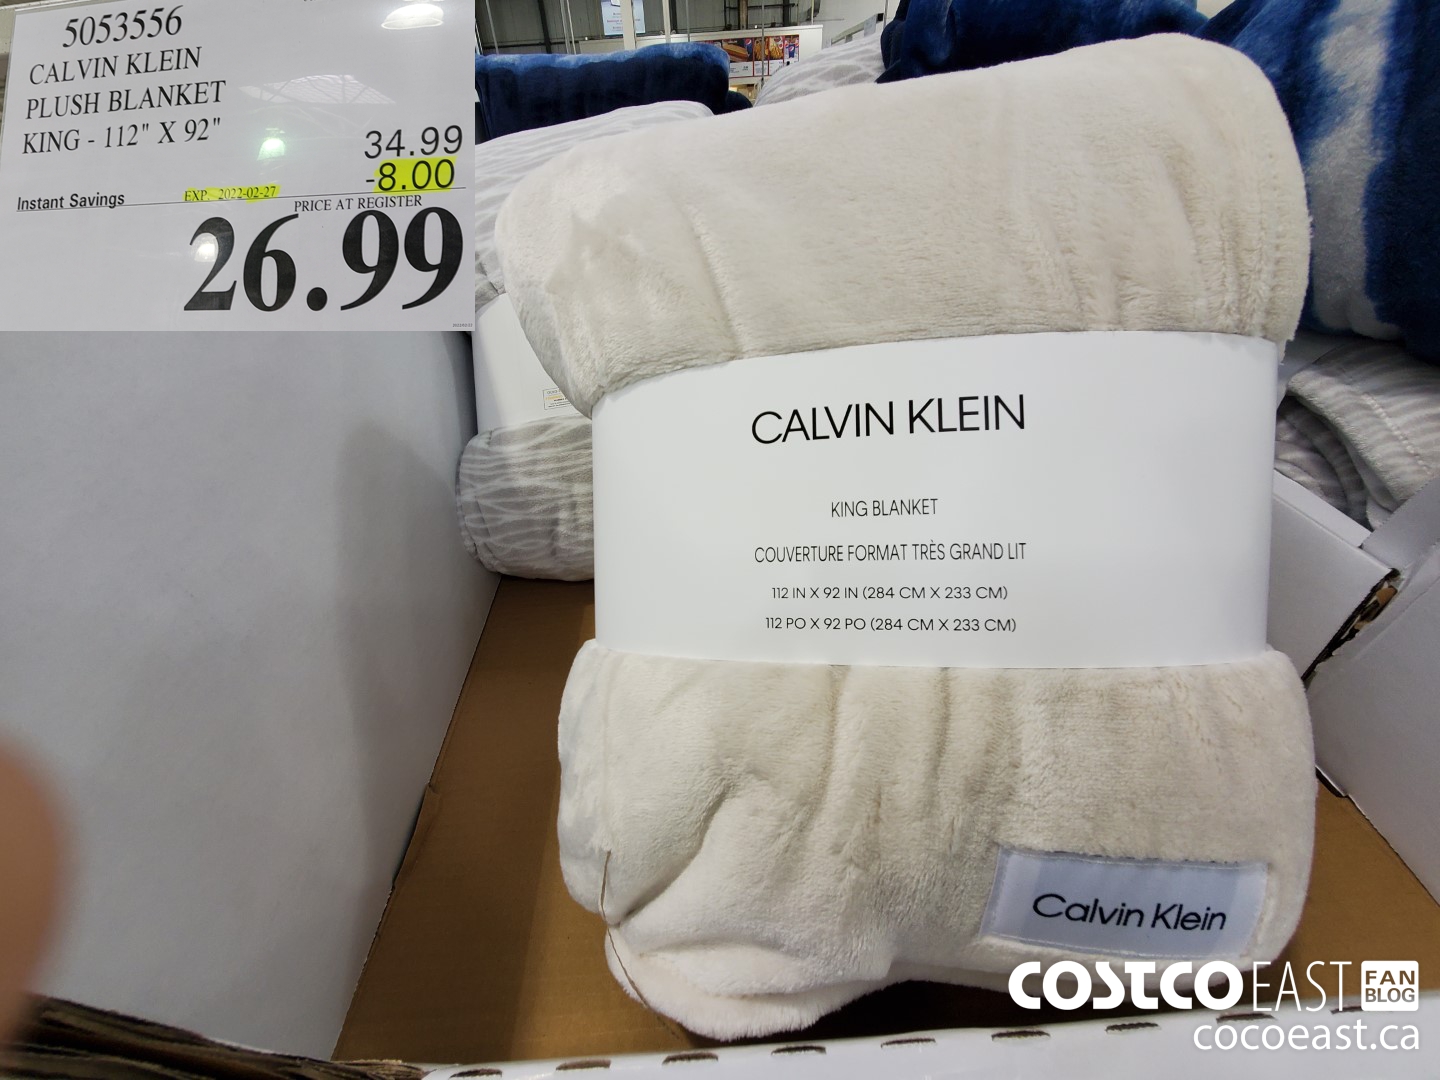 5053556
CALVIN KLEIN
PLUSH BLANKET
KING - 112" X 92"
34.99
-8.00
Instant Savings
EXP. 2022-02-27
PRICE AT REGISTER
26.99
CALVIN KLEIN
KING BLANKET
COUVERTURE FORMAT TRÈS GRAND LIT
112 IN X 92 IN (284 CM X 233 CM)
112 PO X 92 PO (284 CM X 233 CM)
Calvin Klein
COSTCO EAST FAN BLOG
cocoeast.ca